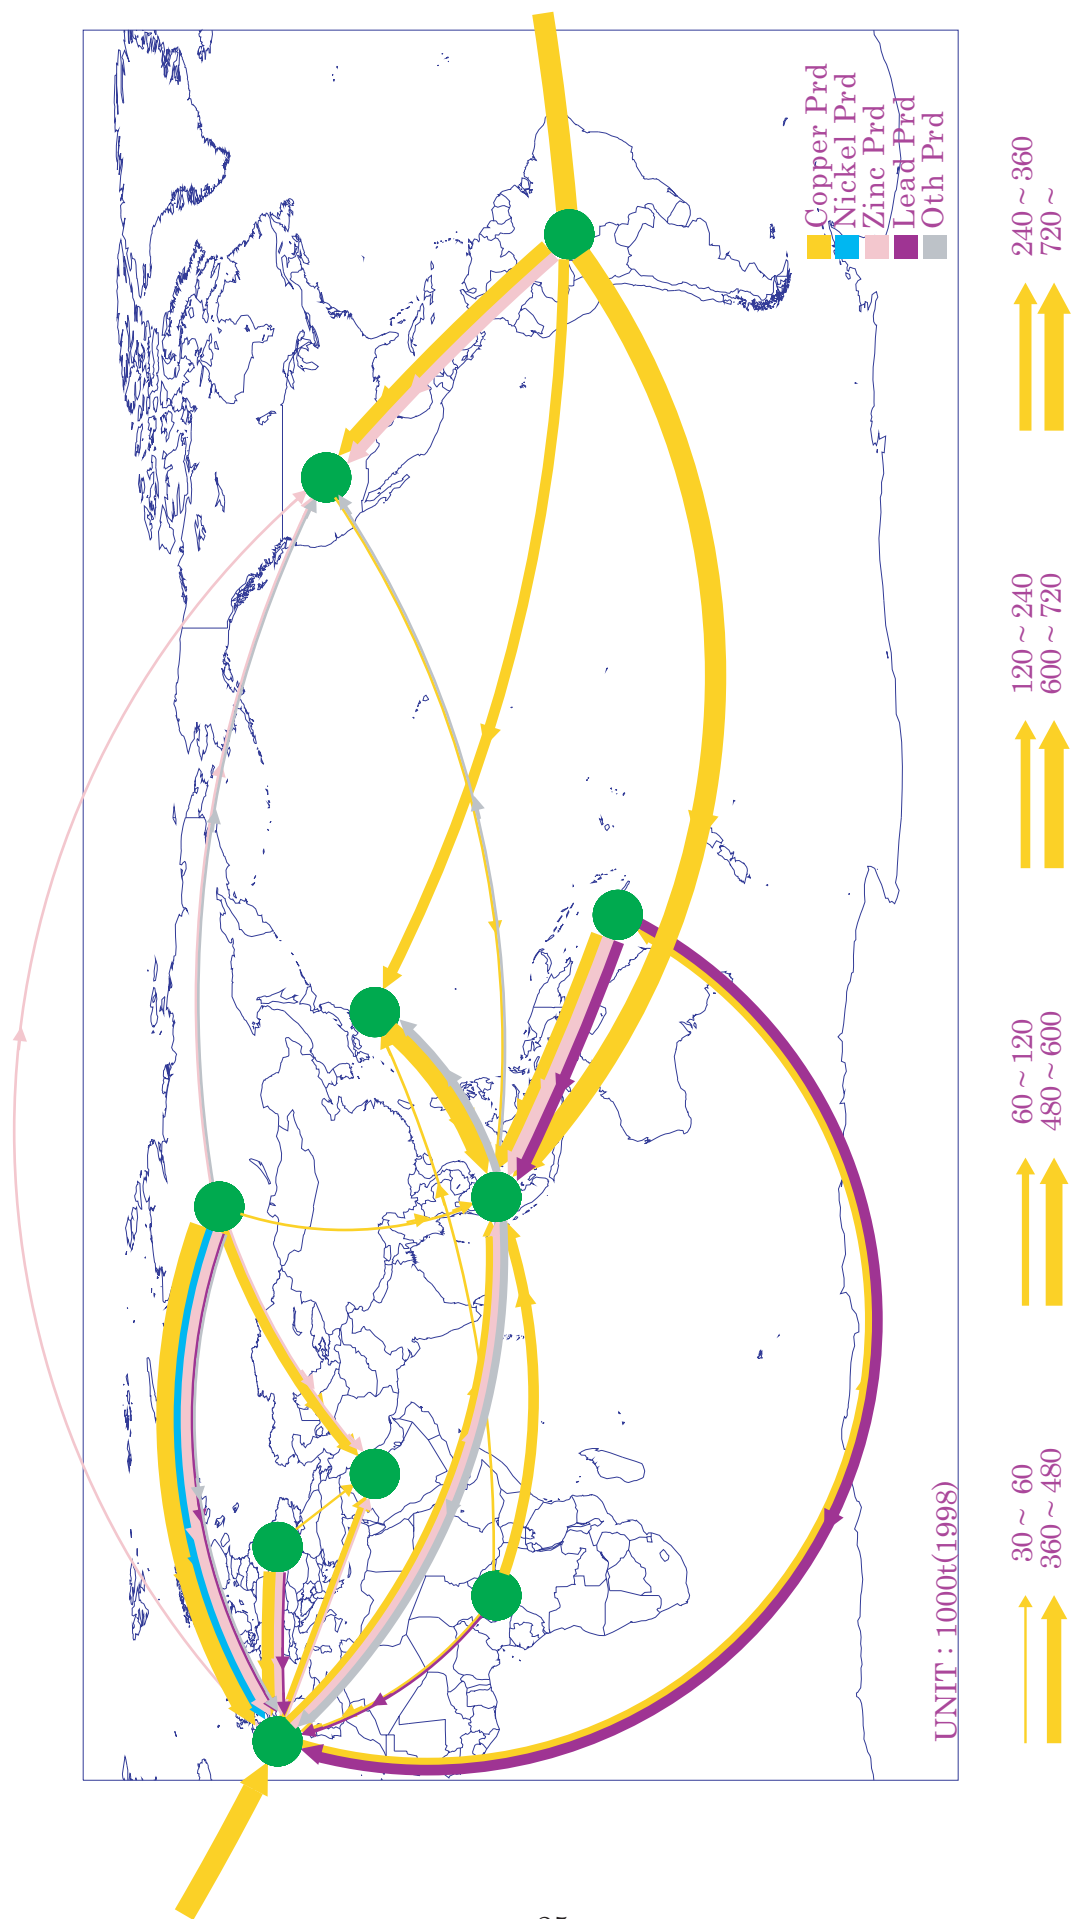 Copper Prd
Nickel Prd
Zinc Prd
Lead Prd
Oth Prd
UNIT : 1000t(1998)
30 ~ 60
60 ~ 120
120 ~ 240
240 ~ 360
360 ~ 480
480 ~ 600
600 ~ 720
720 ~